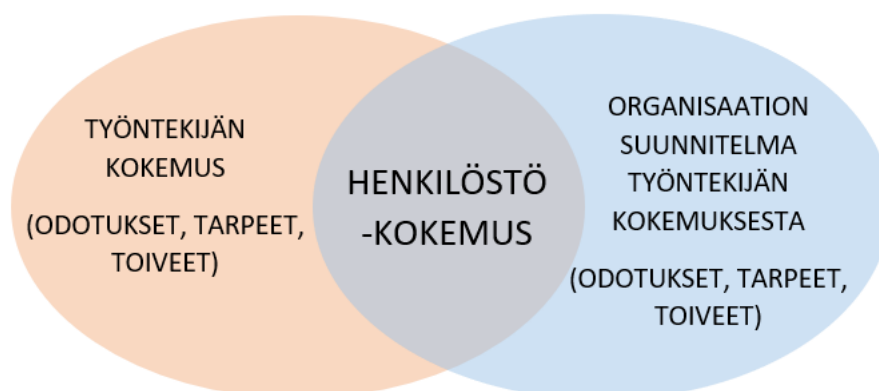 TYÖNTEKIJÄN
KOKEMUS
(ODOTUKSET, TARPEET,
TOIVEET)
HENKILÖSTÖ
-KOKEMUS
ORGANISAATION
SUUNNITELMA
TYÖNTEKIJÄN
KOKEMUKSESTA
(ODOTUKSET, TARPEET,
TOIVEET)